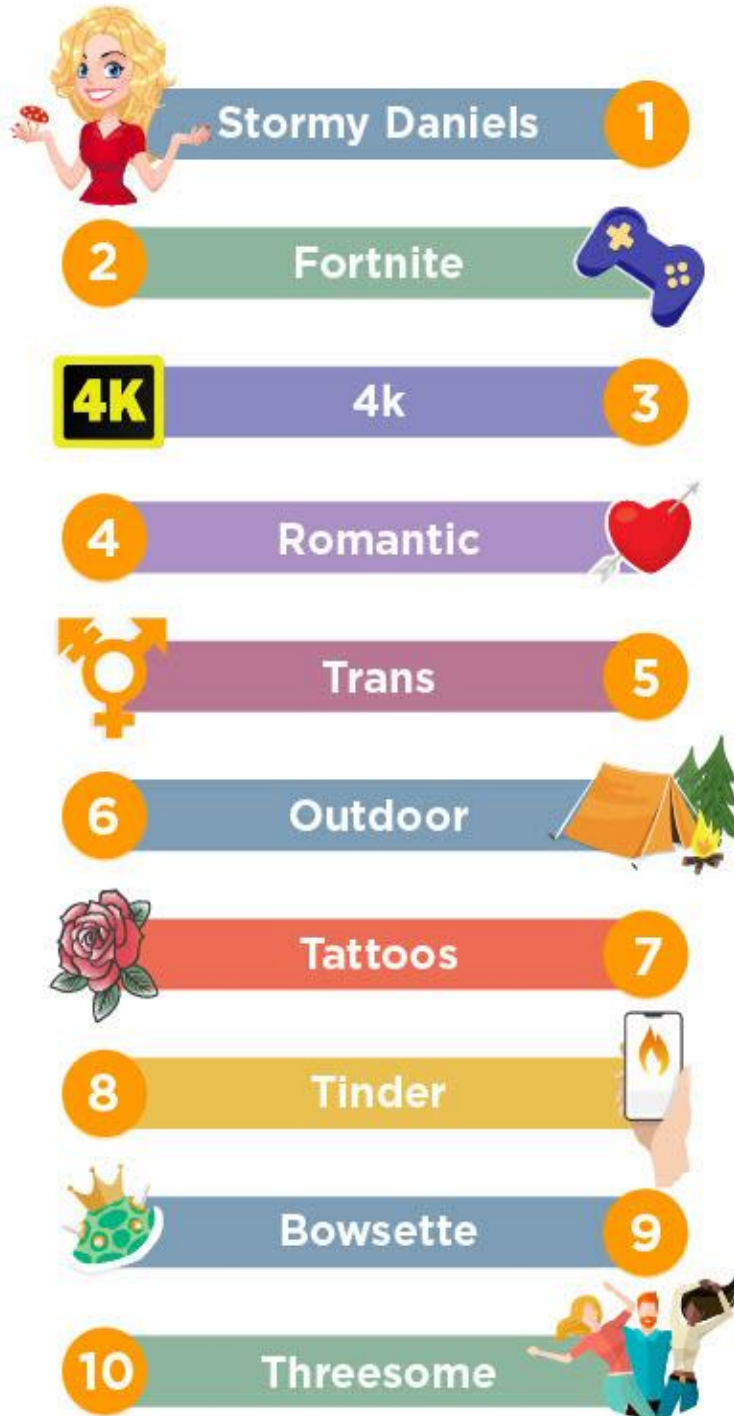 Stormy Daniels 1
2 Fortnite
4K 4k 3
4 Romantic
Trans 5
6 Outdoor
Tattoos 7
8 Tinder
Bowsette 9
10 Threesome